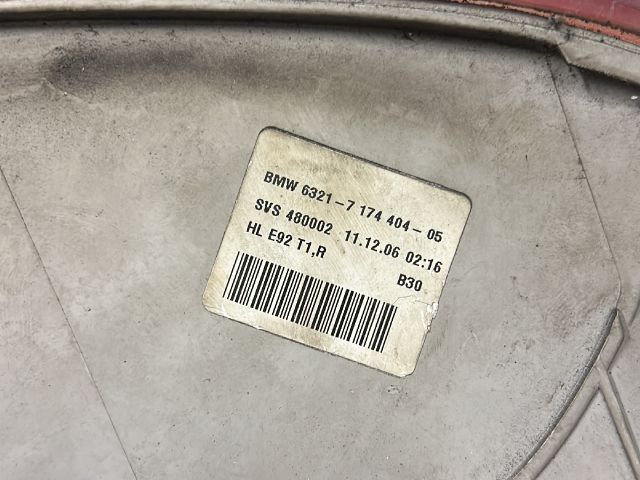 BMW 6321-7 174 404-05
SVS 480002 11.12.06 02:16
HL E92 T1,R B30